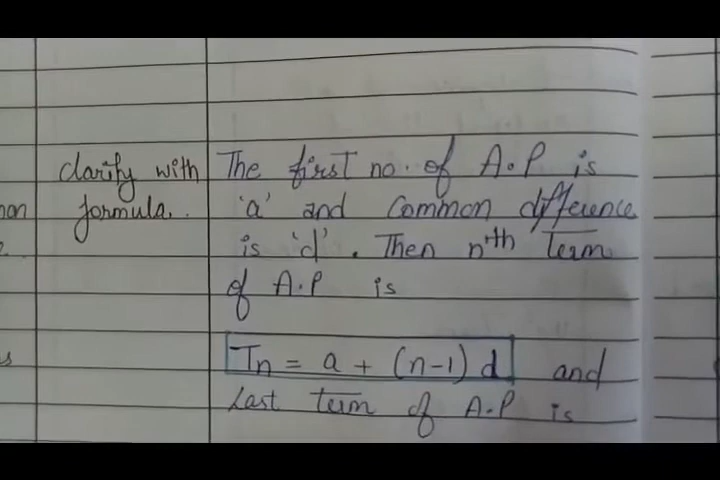 clarify with
formula.
The first no. of A.P is
'a' and common difference
is 'd'. Then n'th Term
of A.P is
Tn = a + (n-1) d and
Last term of A.P is